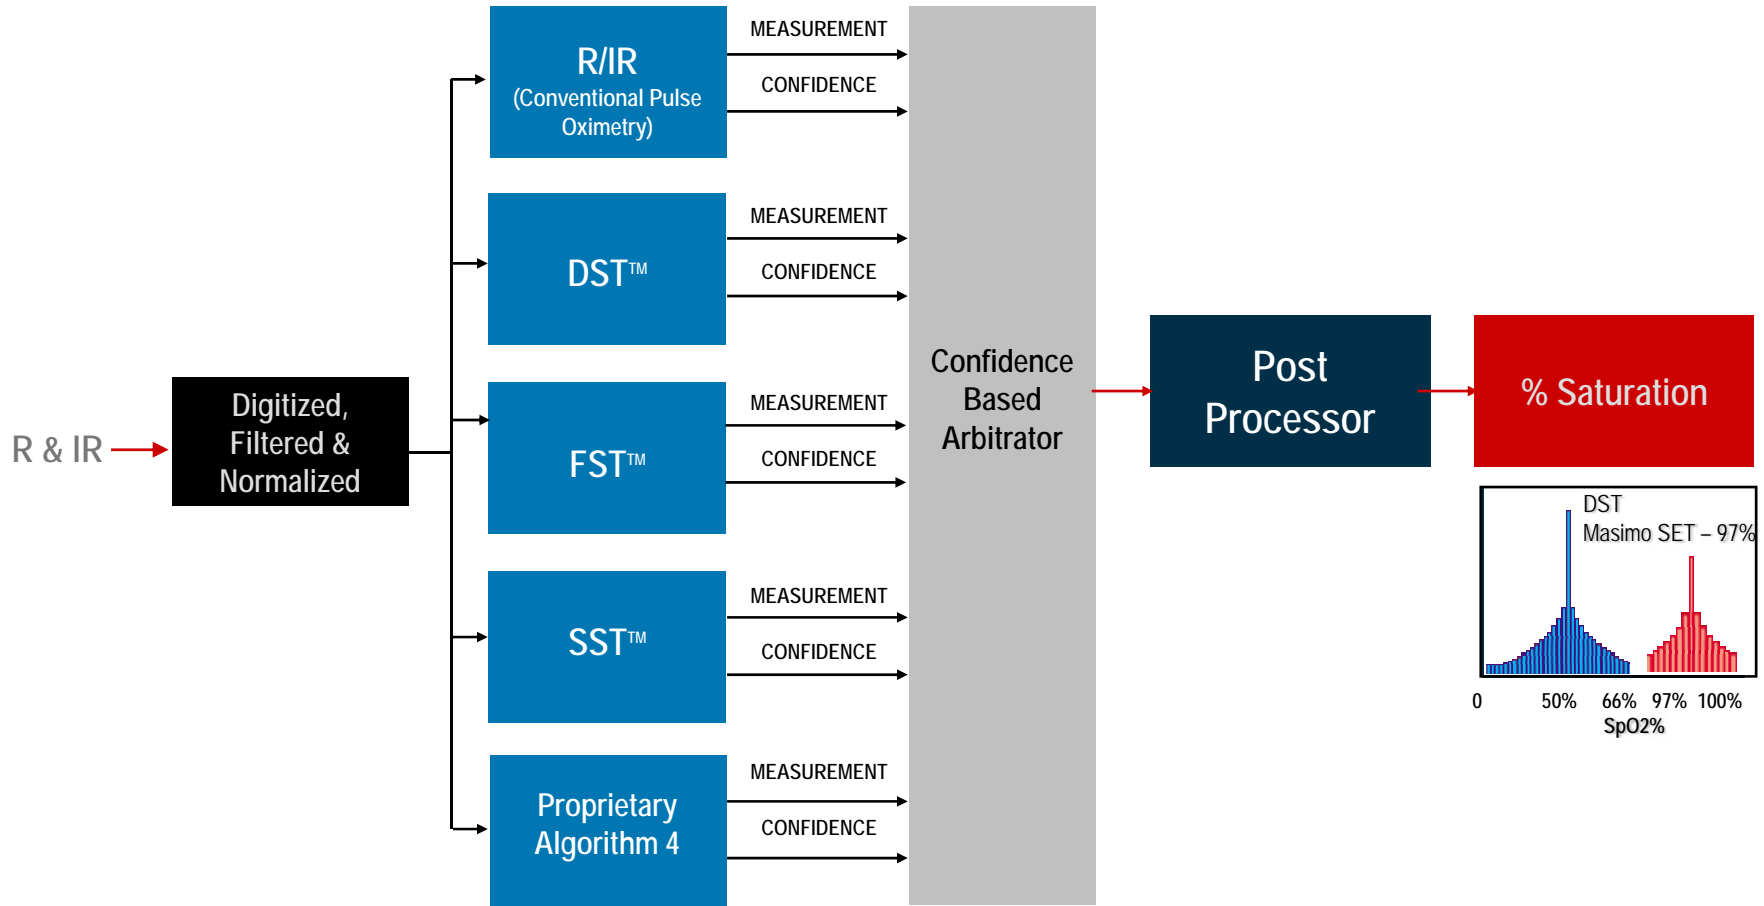 R & IR
Digitized,
Filtered &
Normalized
R/IR
(Conventional Pulse
Oximetry)
MEASUREMENT
CONFIDENCE
DST™
MEASUREMENT
CONFIDENCE
FST™
MEASUREMENT
CONFIDENCE
SST™
MEASUREMENT
CONFIDENCE
Proprietary
Algorithm 4
MEASUREMENT
CONFIDENCE
Confidence
Based
Arbitrator
Post
Processor
% Saturation
DST
Masimo SET – 97%
0 50% 66% 97% 100%
SpO2%